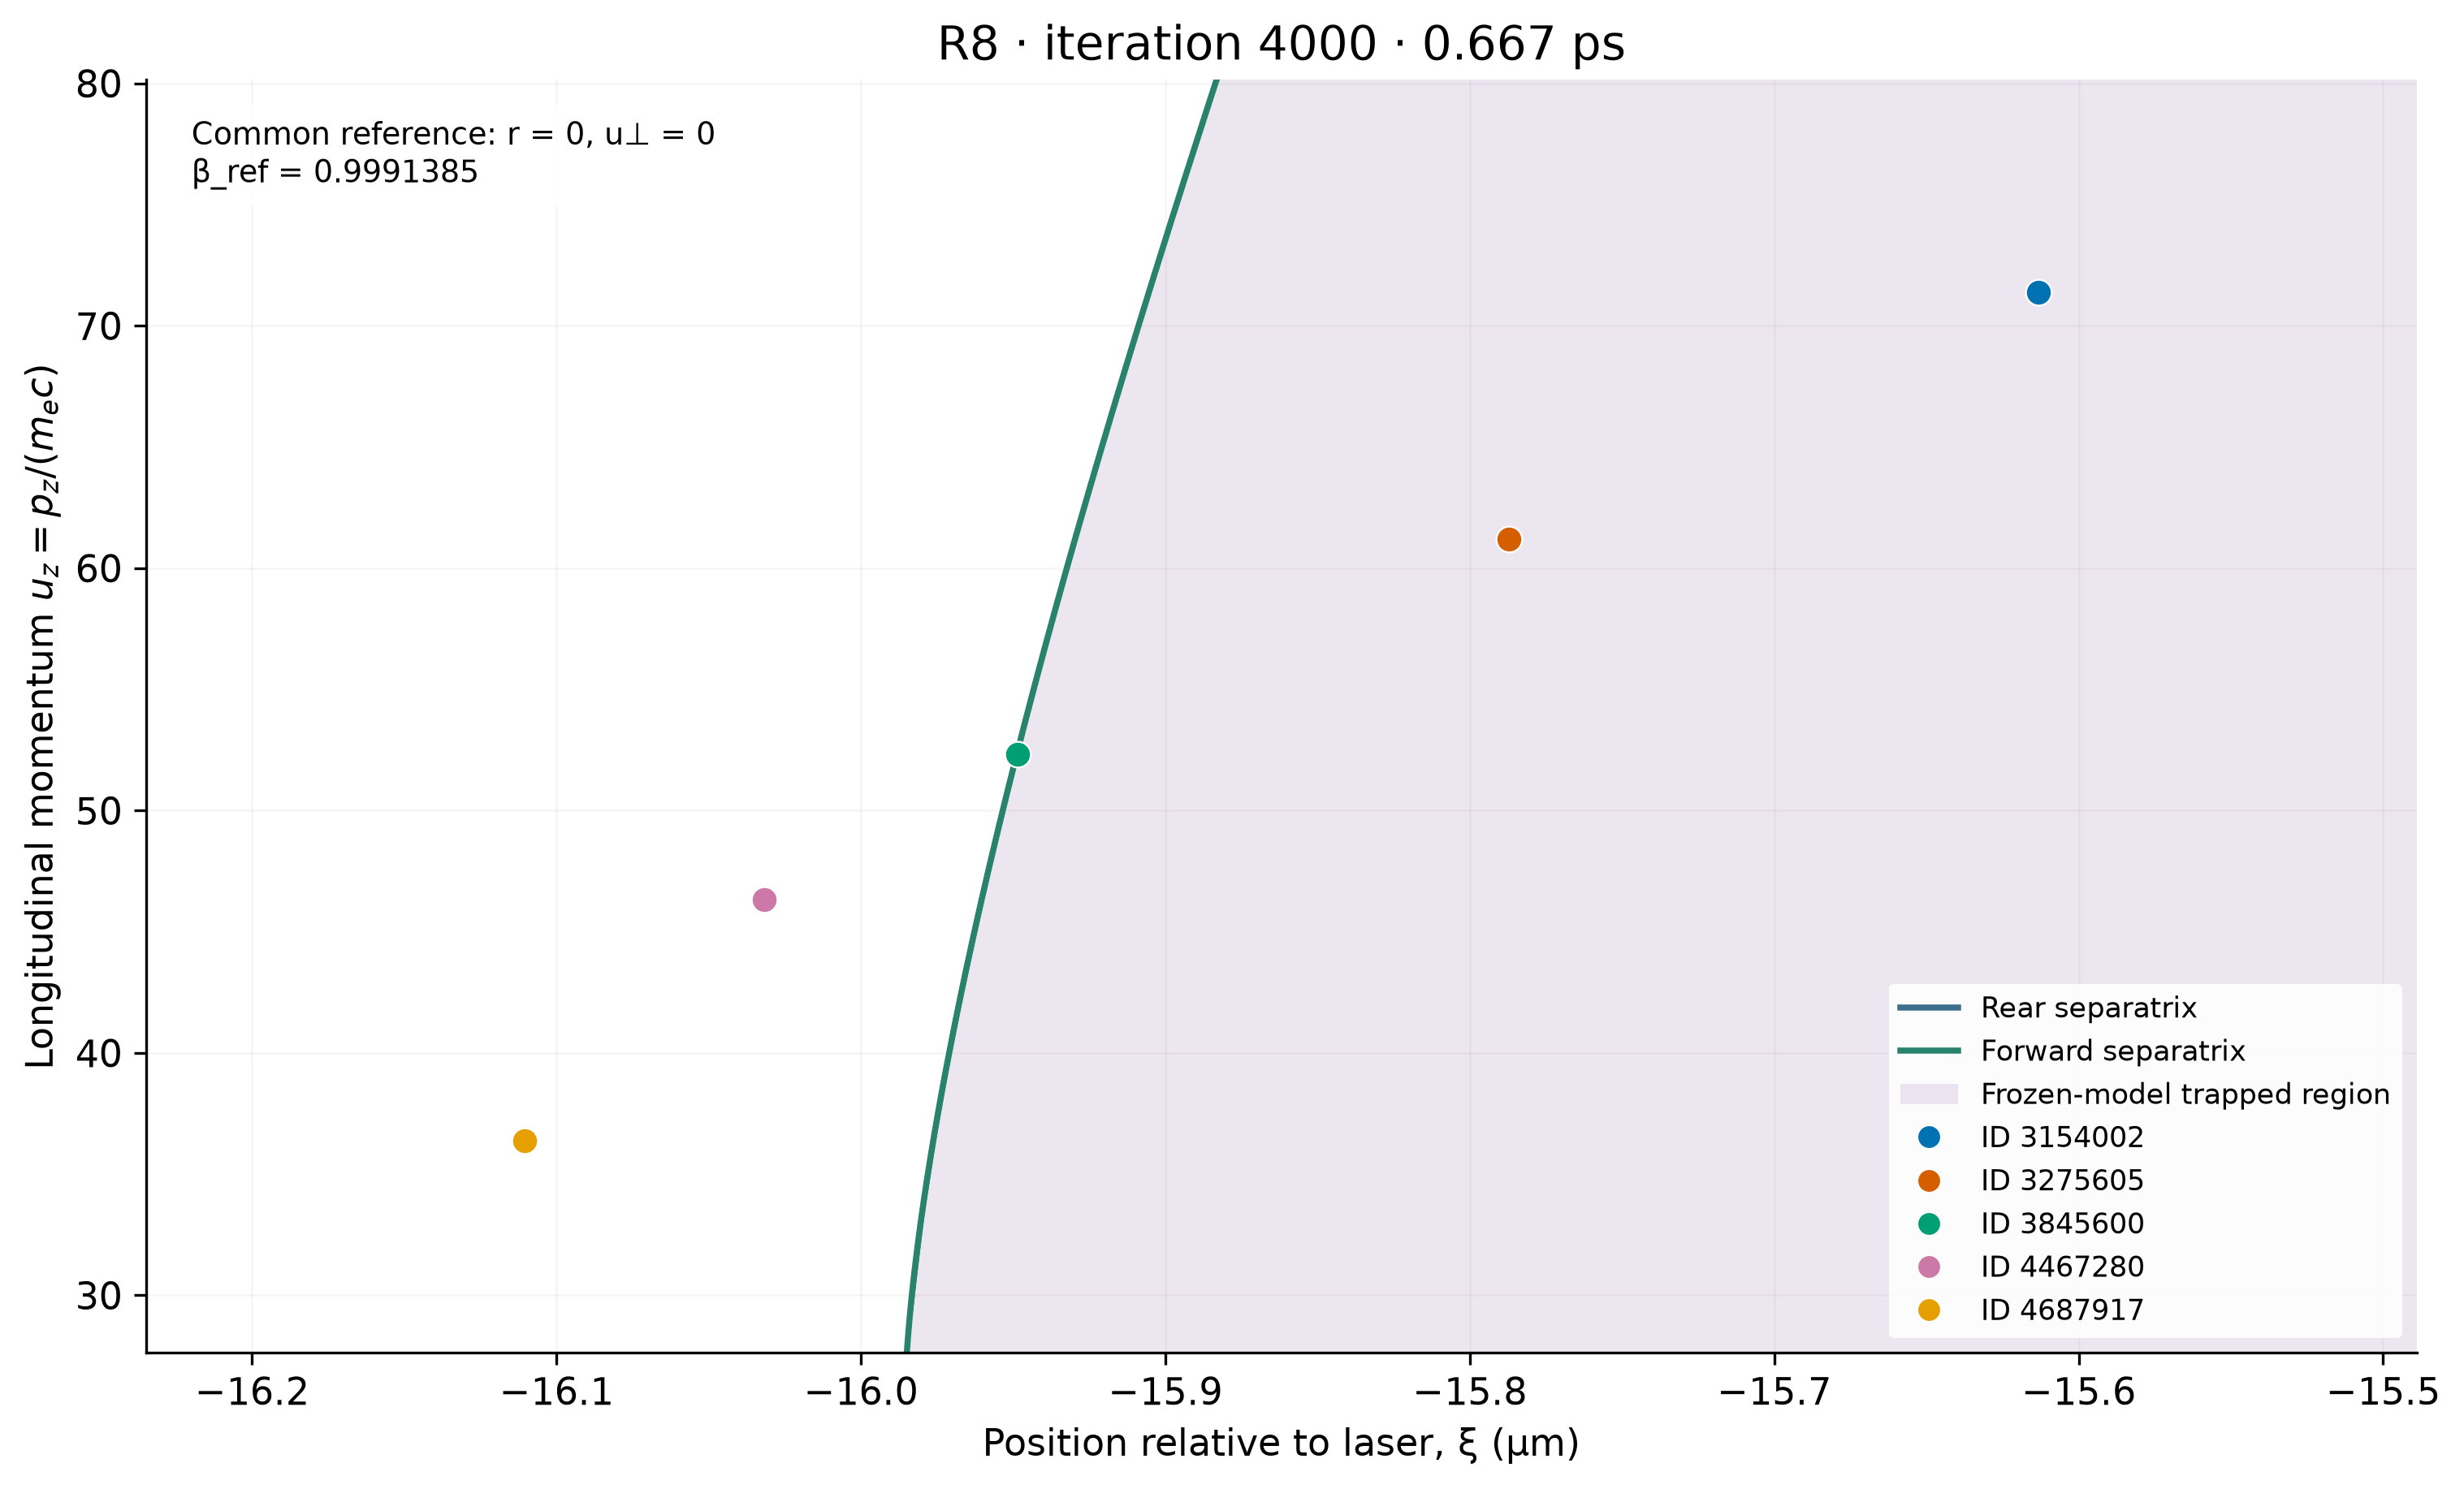 R8 · iteration 4000 · 0.667 ps
Common reference: r = 0, u⊥ = 0
β_ref = 0.9991385
80
70
60
50
40
30
Longitudinal momentum u_z = p_z/(m_ec)
Rear separatrix
Forward separatrix
Frozen-model trapped region
ID 3154002
ID 3275605
ID 3845600
ID 4467280
ID 4687917
−16.2 −16.1 −16.0 −15.9 −15.8 −15.7 −15.6 −15.5
Position relative to laser, ξ (μm)